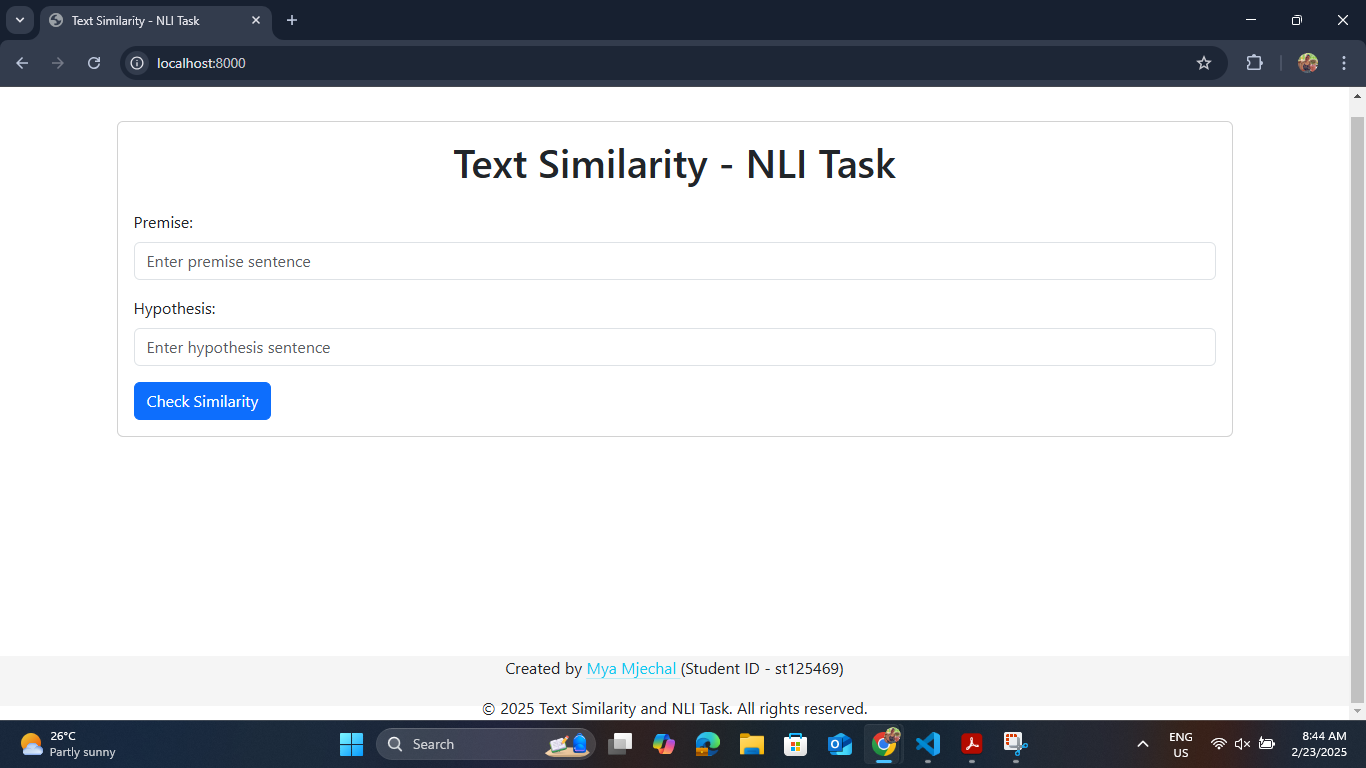 Text Similarity - NLI Task
localhost:8000
Text Similarity - NLI Task
Premise:
Enter premise sentence
Hypothesis:
Enter hypothesis sentence
Check Similarity
Created by Mya Mjechal (Student ID - st125469)
© 2025 Text Similarity and NLI Task. All rights reserved.
26°C
Partly sunny
Search
ENG
US
8:44 AM
2/23/2025